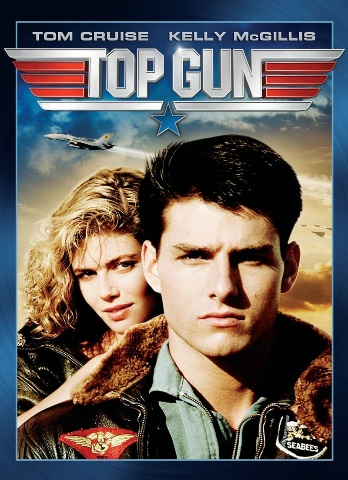 TOM CRUISE KELLY McGILLIS
TOP GUN
SEABEES